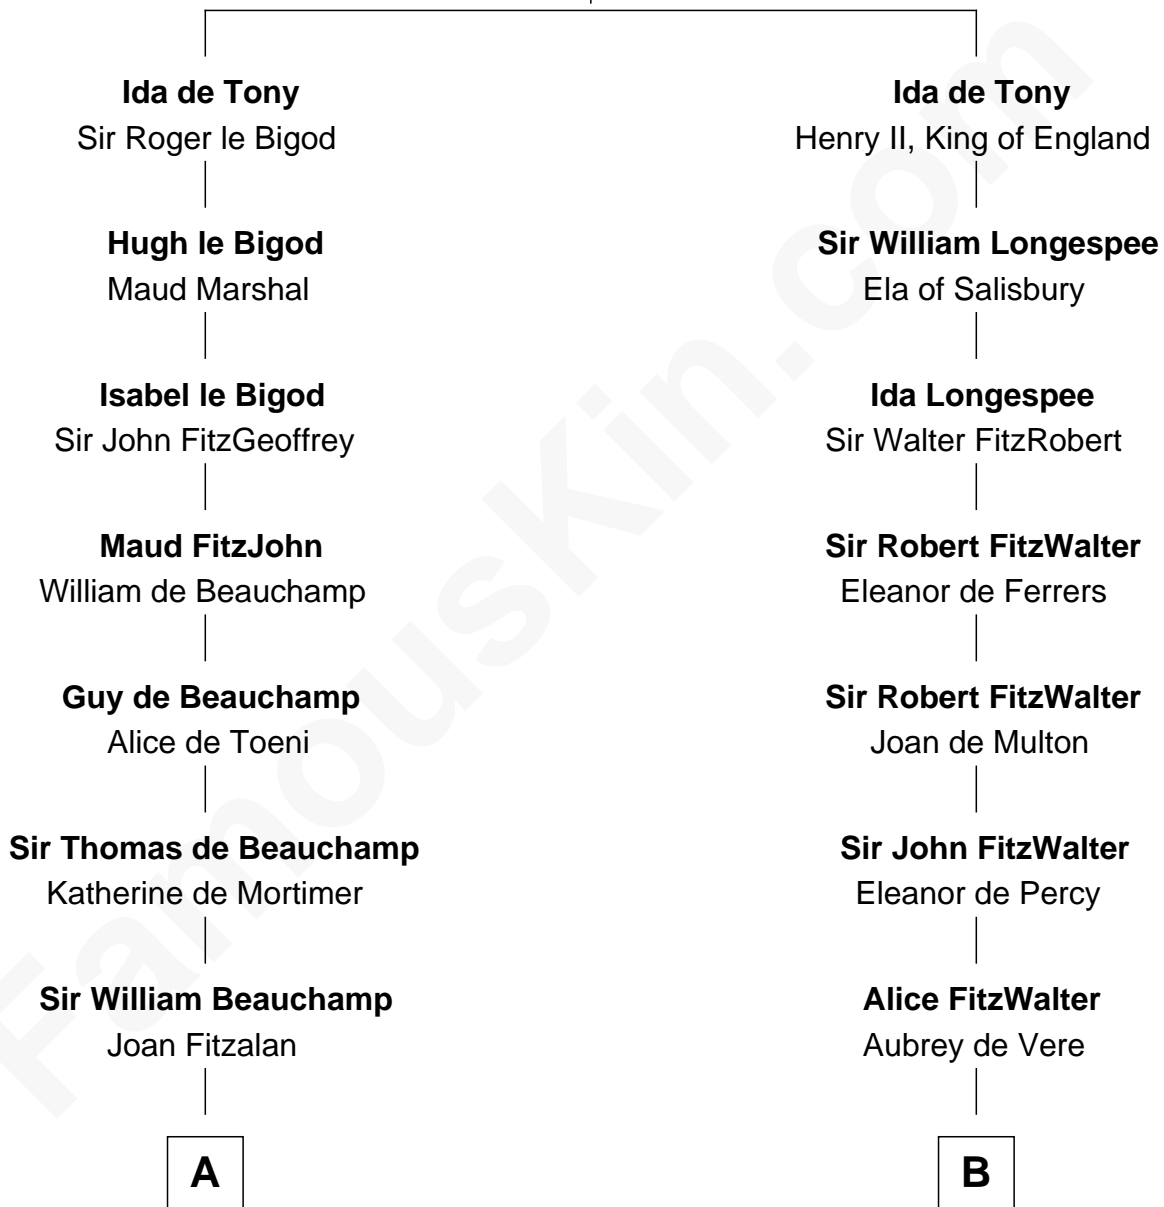 Ida de Tony
Sir Roger le Bigod
Hugh le Bigod
Maud Marshal
Isabel le Bigod
Sir John FitzGeoffrey
Maud FitzJohn
William de Beauchamp
Guy de Beauchamp
Alice de Toeni
Sir Thomas de Beauchamp
Katherine de Mortimer
Sir William Beauchamp
Joan Fitzalan
A
Ida de Tony
Henry II, King of England
Sir William Longespee
Ela of Salisbury
Ida Longespee
Sir Walter FitzRobert
Sir Robert FitzWalter
Eleanor de Ferrers
Sir Robert FitzWalter
Joan de Multon
Sir John FitzWalter
Eleanor de Percy
Alice FitzWalter
Aubrey de Vere
B
FamousKin.com